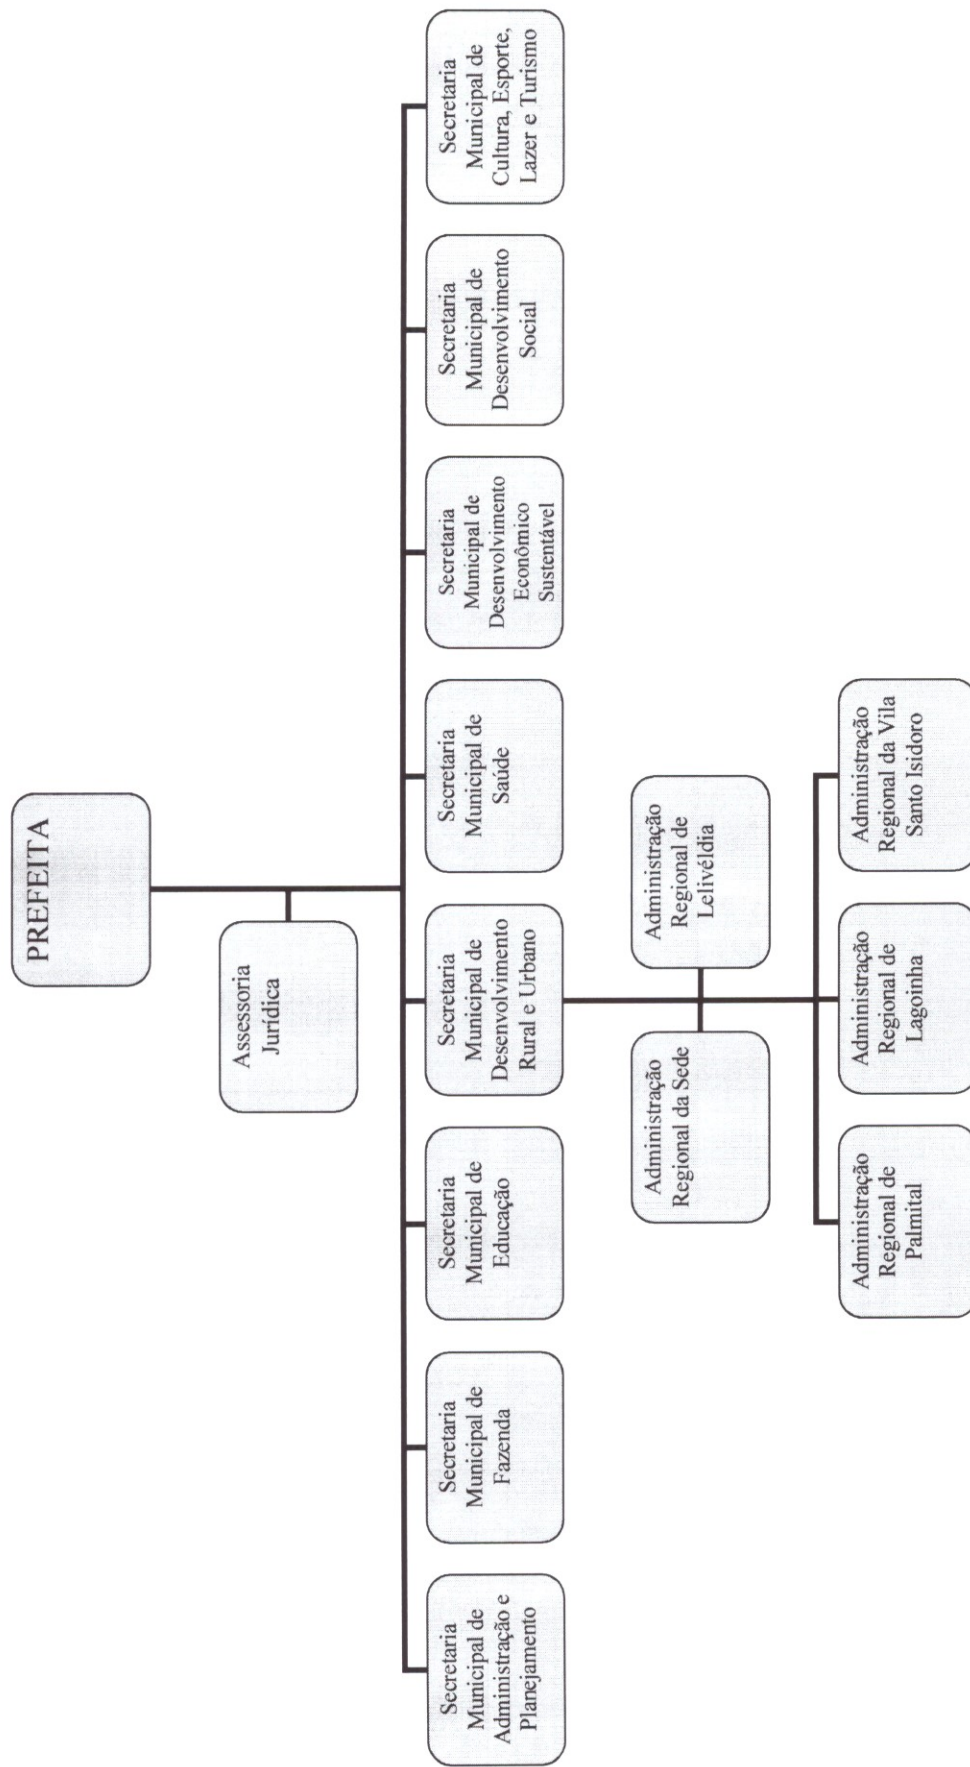 PREFEITA
Assessoria
Jurídica
Secretaria
Municipal de
Administração e
Planejamento
Secretaria
Municipal de
Fazenda
Secretaria
Municipal de
Educação
Secretaria
Municipal de
Desenvolvimento
Rural e Urbano
Secretaria
Municipal de
Saúde
Secretaria
Municipal de
Desenvolvimento
Econômico
Sustentável
Secretaria
Municipal de
Desenvolvimento
Social
Secretaria
Municipal de
Cultura, Esporte,
Lazer e Turismo
Administração
Regional da Sede
Administração
Regional de
Lelivéldia
Administração
Regional de
Palmital
Administração
Regional de
Lagoinha
Administração
Regional da Vila
Santo Isidoro